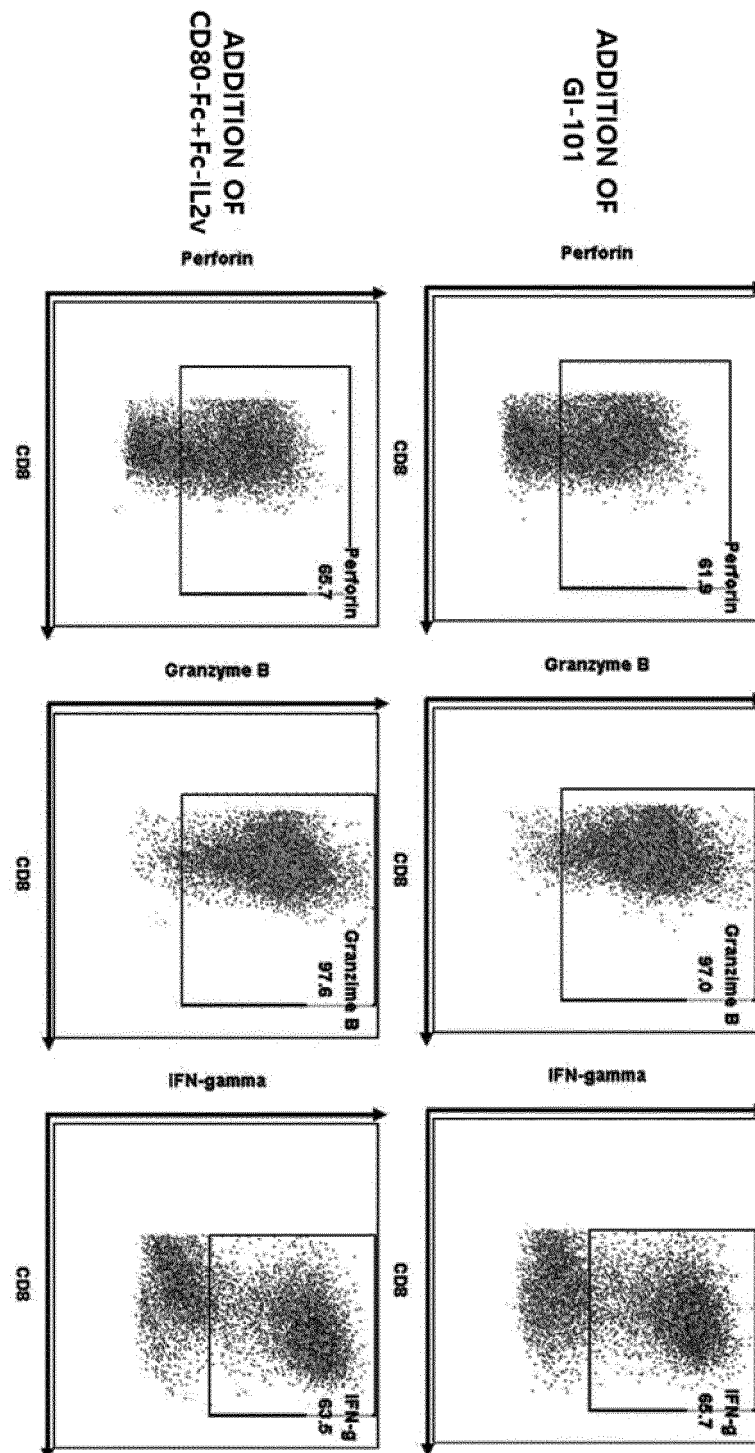 ADDITION OF
GI-101
Perforin
Perforin
61.9
CD8
Granzyme B
Granzime B
97.0
CD8
IFN-gamma
IFN-g
65.7
CD8
ADDITION OF
CD80-Fc+Fc-IL2v
Perforin
Perforin
65.7
CD8
Granzyme B
Granzime B
97.6
CD8
IFN-gamma
IFN-g
63.5
CD8